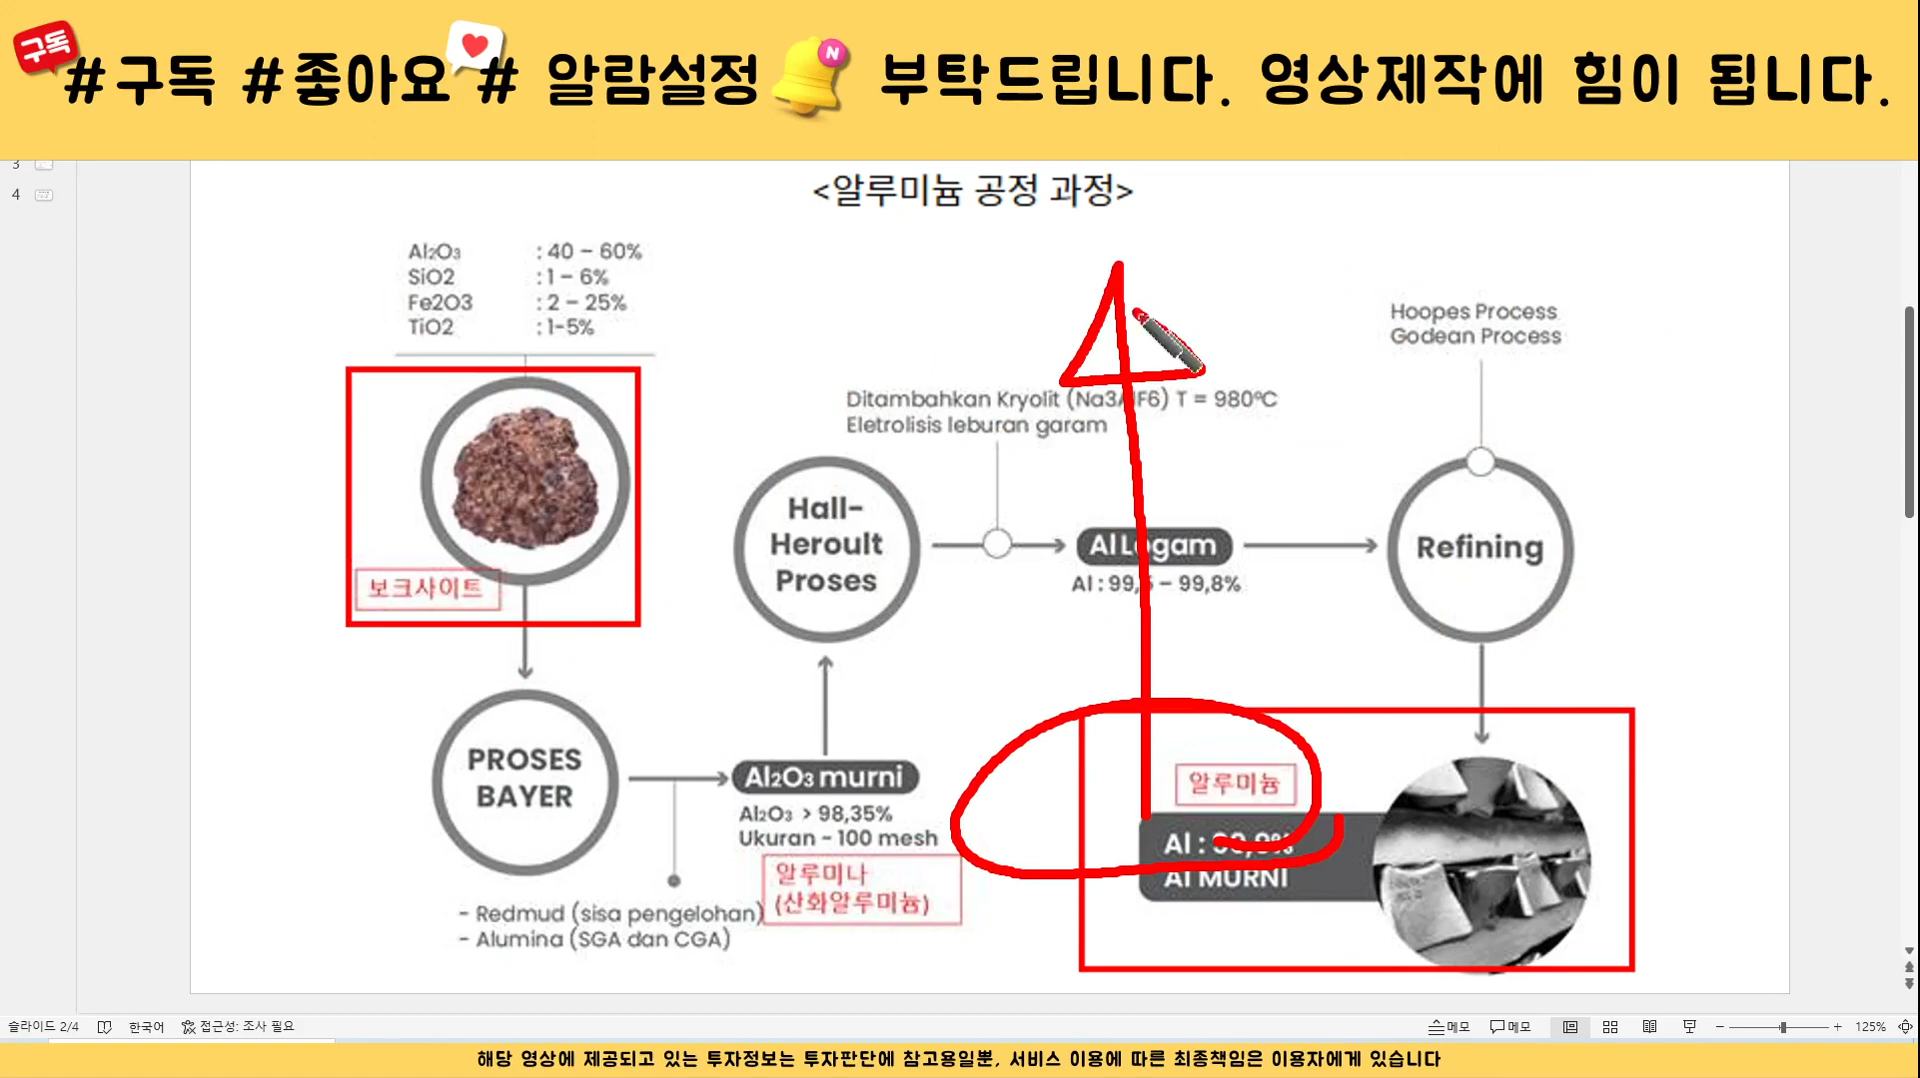 구독
#구독 #좋아요 # 알람설정 N 부탁드립니다. 영상제작에 힘이 됩니다.
3
4
<알루미늄 공정 과정>
Al2O3 : 40 – 60%
SiO2 : 1 – 6%
Fe2O3 : 2 – 25%
TiO2 : 1-5%
보크사이트
PROSES
BAYER
- Redmud (sisa pengelohan)
- Alumina (SGA dan CGA)
Al2O3 murni
Al2O3 > 98,35%
Ukuran ~ 100 mesh
알루미나
(산화알루미늄)
Hall-
Heroult
Proses
Ditambahkan Kryolit (Na3AlF6) T = 980°C
Eletrolisis leburan garam
Al Logam
Al : 99,5 – 99,8%
Hoopes Process
Godean Process
Refining
알루미늄
Al : 99,9%
Al MURNI
슬라이드 2/4 한국어 접근성: 조사 필요 메모 메모 125%
해당 영상에 제공되고 있는 투자정보는 투자판단에 참고용일뿐, 서비스 이용에 따른 최종책임은 이용자에게 있습니다